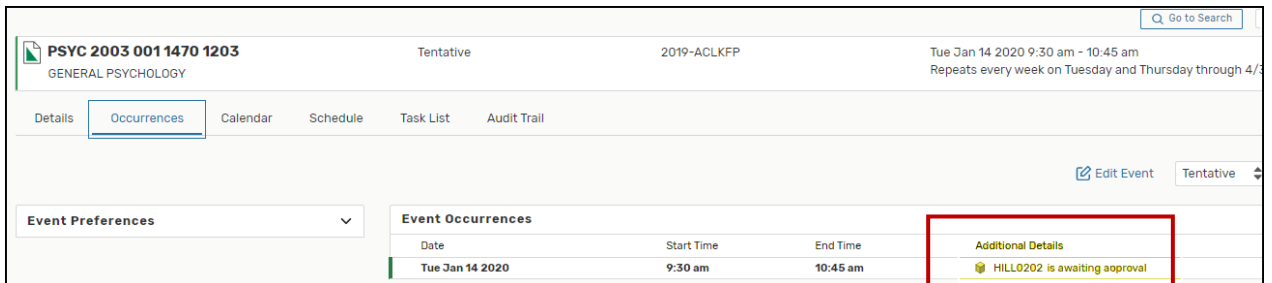 Go to Search
PSYC 2003 001 1470 1203 Tentative 2019-ACLKFP Tue Jan 14 2020 9:30 am - 10:45 am
GENERAL PSYCHOLOGY Repeats every week on Tuesday and Thursday through 4/
Details Occurrences Calendar Schedule Task List Audit Trail
Edit Event Tentative
Event Preferences Event Occurrences
Date Start Time End Time Additional Details
Tue Jan 14 2020 9:30 am 10:45 am HILL0202 is awaiting approval